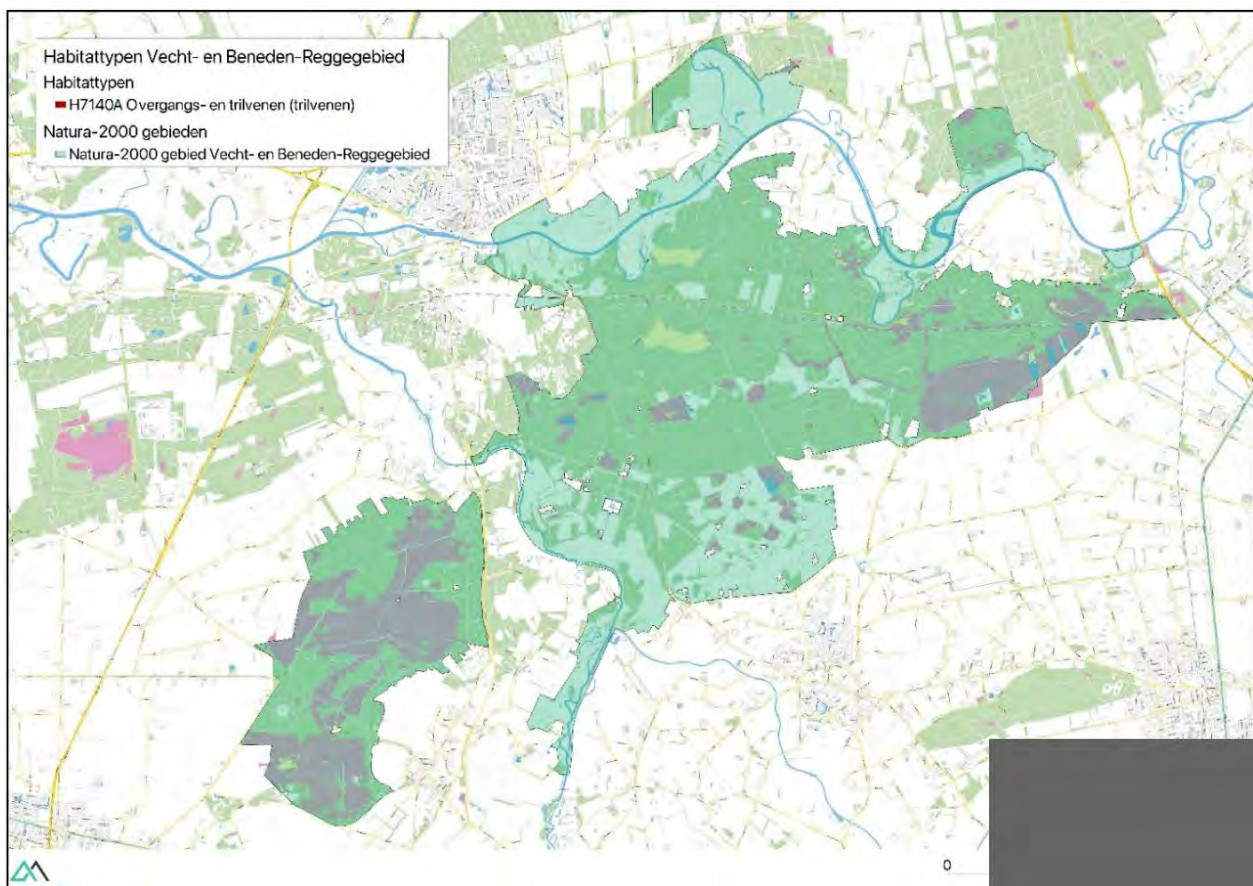 Habitattypen Vecht- en Beneden-Reggegebied
Habitattypen
H7140A Overgangs- en trilvenen (trilvenen)
Natura-2000 gebieden
Natura-2000 gebied Vecht- en Beneden-Reggegebied
0